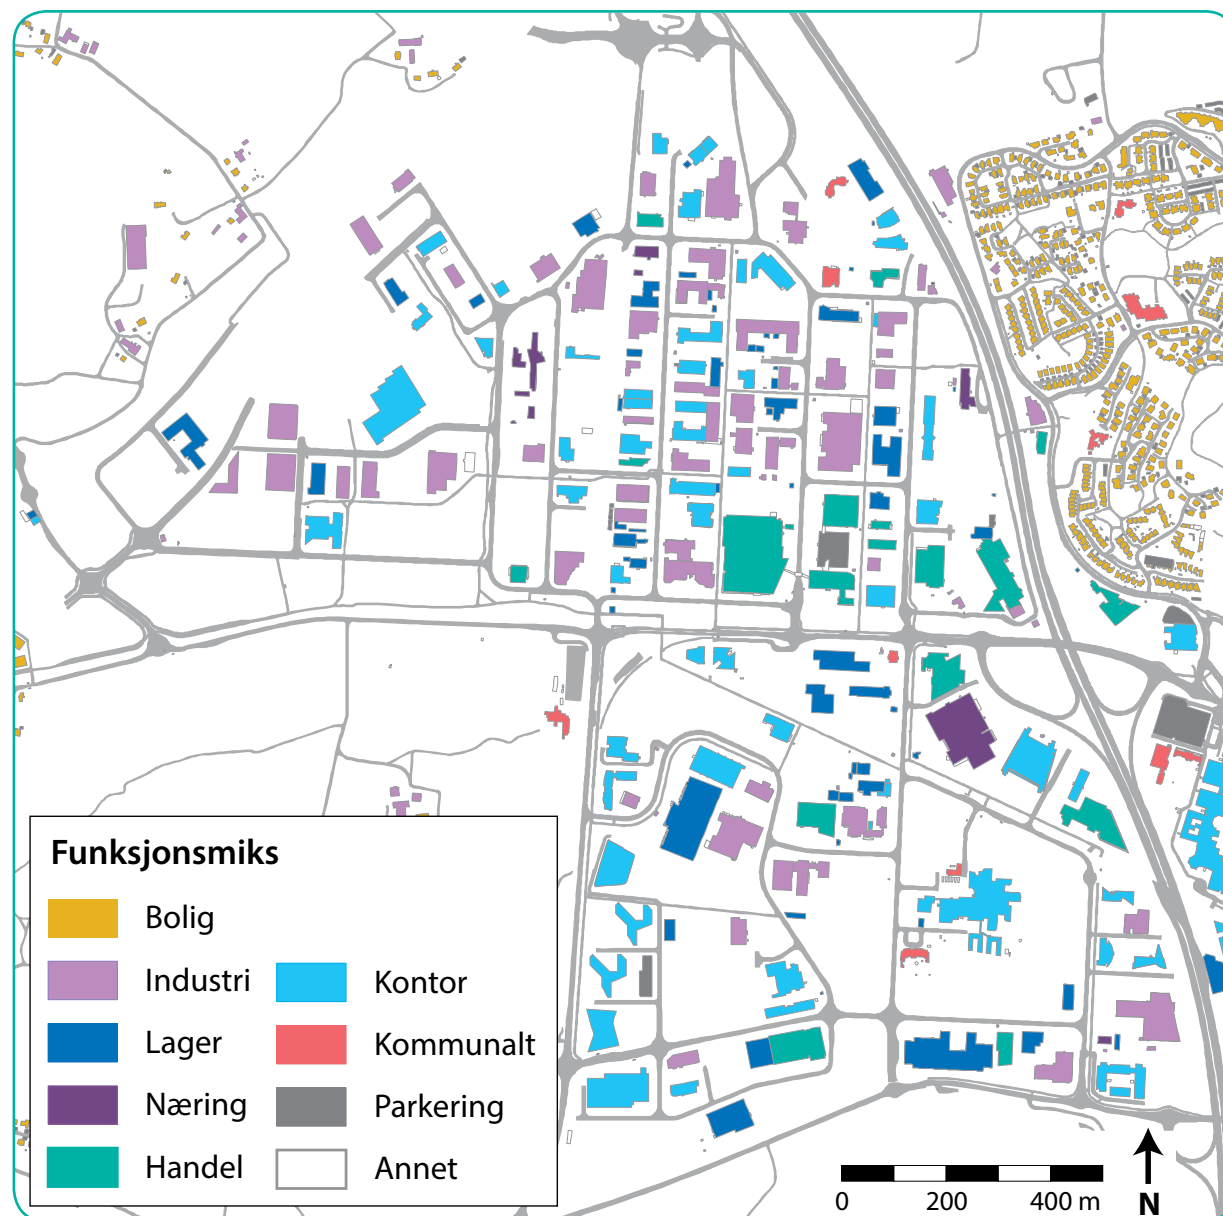 Funksjonsmiks
Bolig
Industri
Lager
Næring
Handel
Kontor
Kommunalt
Parkering
Annet
0 200 400 m
N